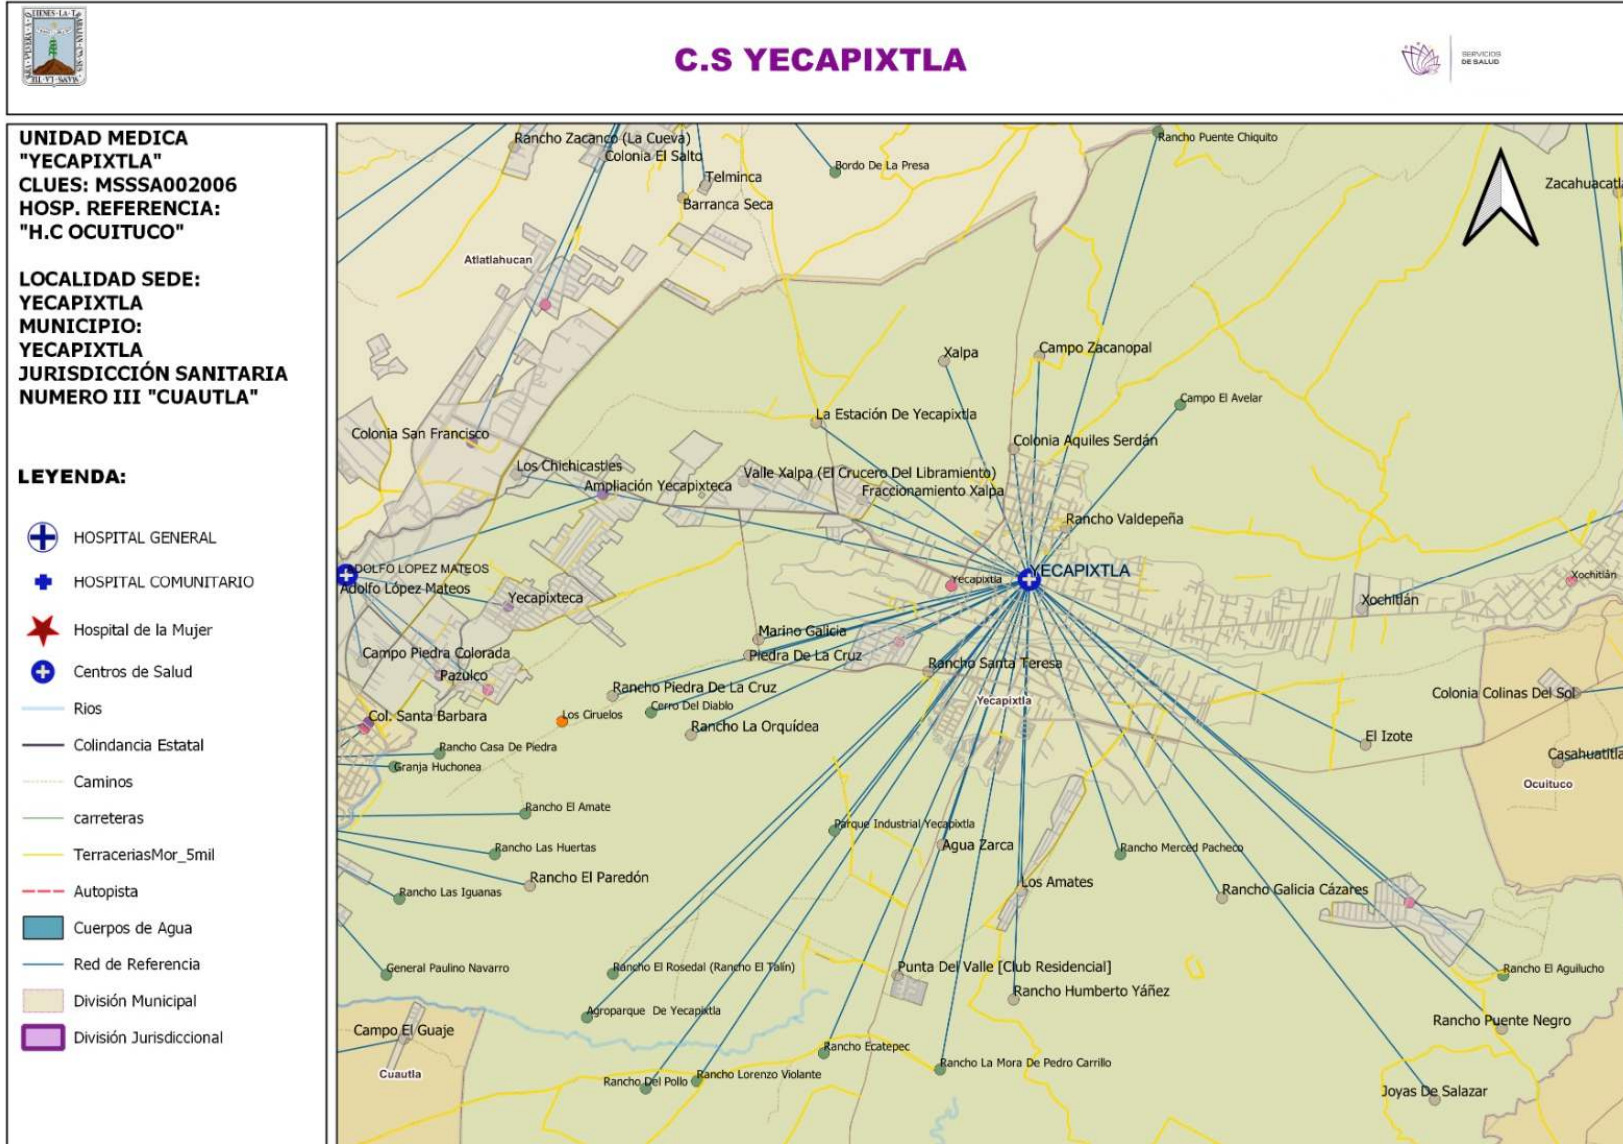 C.S YECAPIXTLA
SERVICIOS
DE SALUD
UNIDAD MEDICA
"YECAPIXTLA"
CLUES: MSSSA002006
HOSP. REFERENCIA:
"H.C OCUITUCO"
LOCALIDAD SEDE:
YECAPIXTLA
MUNICIPIO:
YECAPIXTLA
JURISDICCIÓN SANITARIA
NUMERO III "CUAUTLA"
LEYENDA:
HOSPITAL GENERAL
HOSPITAL COMUNITARIO
Hospital de la Mujer
Centros de Salud
Rios
Colindancia Estatal
Caminos
carreteras
TerraceriasMor_5mil
Autopista
Cuerpos de Agua
Red de Referencia
División Municipal
División Jurisdiccional
Rancho Zacanco (La Cueva)
Colonia El Salto
Telminca
Barranca Seca
Bordo De La Presa
Rancho Puente Chiquito
Zacahuacatl
Atlatlahucan
Xalpa
Campo Zacanopal
Campo El Avelar
La Estación De Yecapixtla
Colonia San Francisco
Colonia Aquiles Serdán
Los Chichicastles
Ampliación Yecapixteca
Valle Xalpa (El Crucero Del Libramiento)
Fraccionamiento Xalpa
Rancho Valdepeña
ADOLFO LOPEZ MATEOS
Adolfo López Mateos
Yecapixteca
Yecapixtla
YECAPIXTLA
Xochitlán
Xochitlán
Marino Galicia
Piedra De La Cruz
Campo Piedra Colorada
Pazulco
Rancho Santa Teresa
Yecapixtla
Rancho Piedra De La Cruz
Cerro Del Diablo
Los Ciruelos
Rancho La Orquídea
Col. Santa Barbara
Colonia Colinas Del Sol
El Izote
Rancho Casa De Piedra
Granja Huchonea
Casahuatitla
Ocuituco
Rancho El Amate
Parque Industrial Yecapixtla
Agua Zarca
Rancho Las Huertas
Rancho Merced Pacheco
Rancho El Paredón
Los Amates
Rancho Las Iguanas
Rancho Galicia Cázares
General Paulino Navarro
Rancho El Rosedal (Rancho El Talín)
Punta Del Valle [Club Residencial]
Rancho El Aguilucho
Rancho Humberto Yáñez
Agroparque De Yecapixtla
Rancho Puente Negro
Campo El Guaje
Rancho Ecatepec
Rancho La Mora De Pedro Carrillo
Cuautla
Rancho Del Pollo
Rancho Lorenzo Violante
Joyas De Salazar